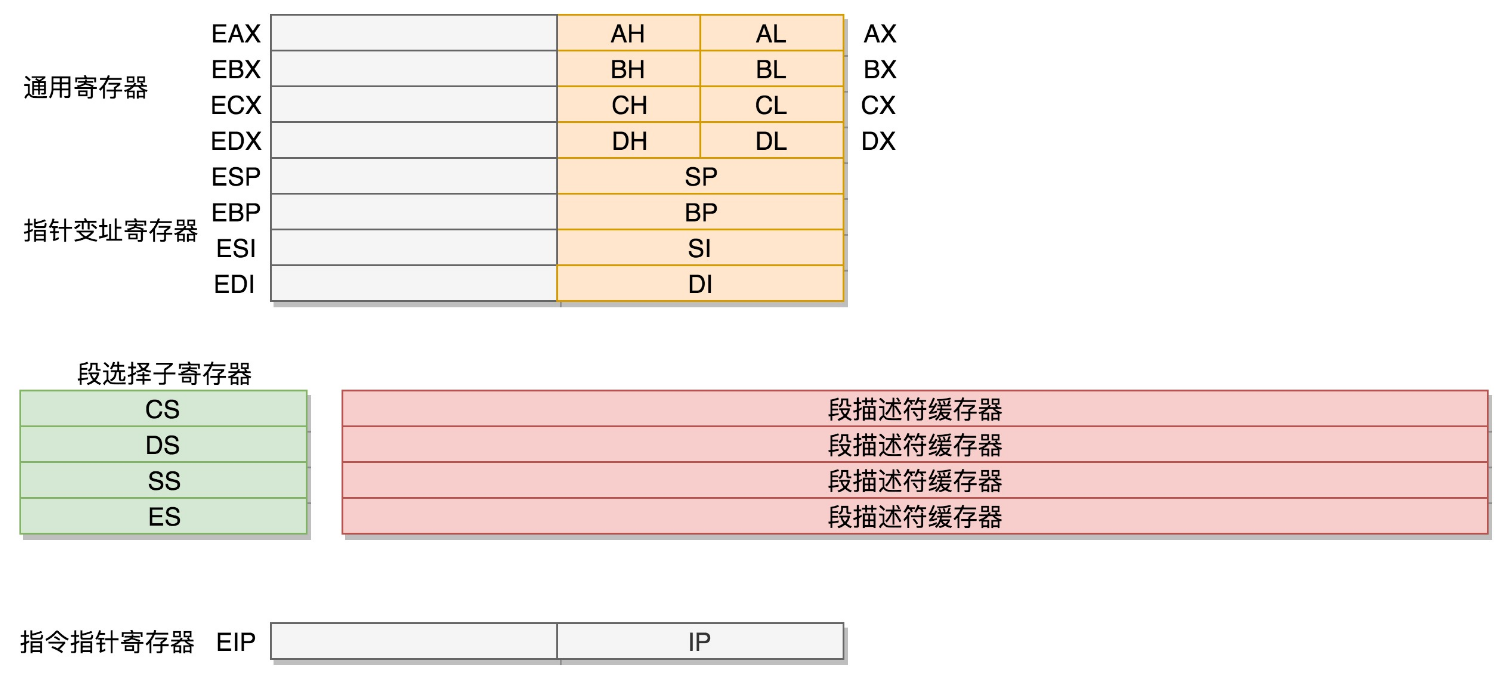 EAX AH AL AX
EBX BH BL BX
通用寄存器
ECX CH CL CX
EDX DH DL DX
ESP SP
EBP BP
指针变址寄存器
ESI SI
EDI DI
段选择子寄存器
CS 段描述符缓存器
DS 段描述符缓存器
SS 段描述符缓存器
ES 段描述符缓存器
指令指针寄存器 EIP IP